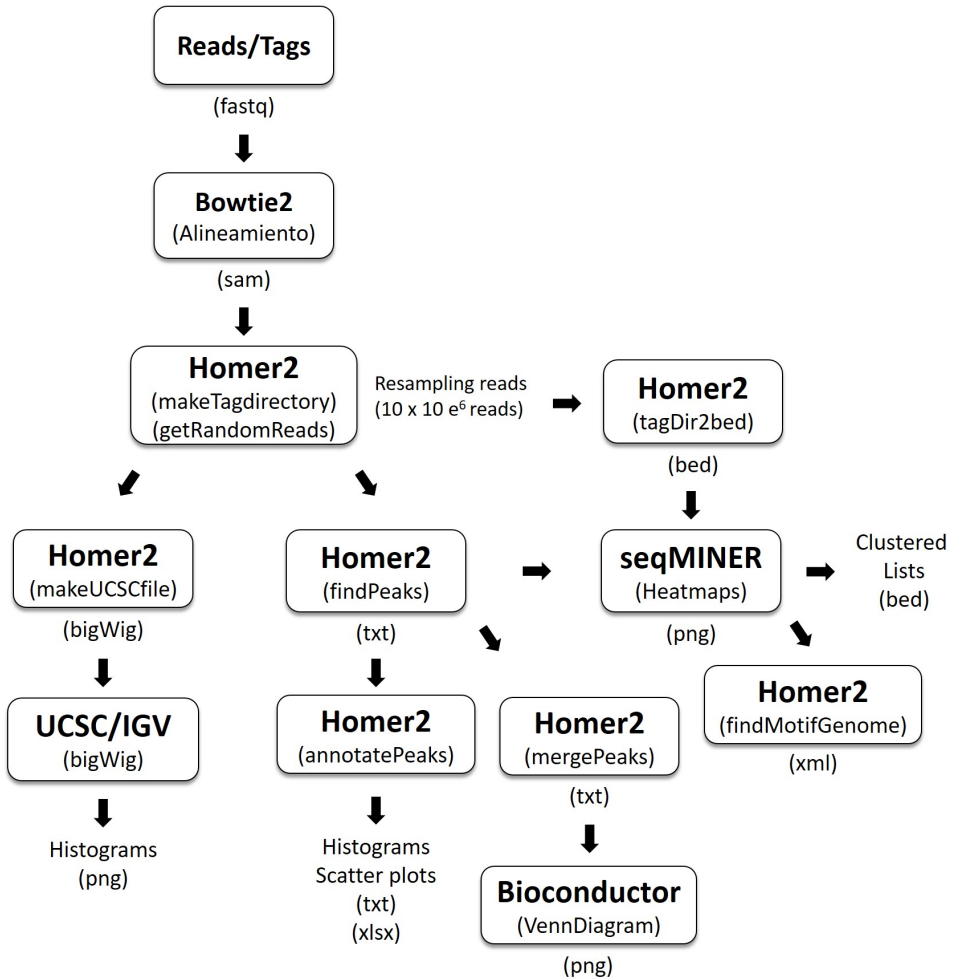 Reads/Tags
(fastq)
Bowtie2
(Alineamiento)
(sam)
Homer2
(makeTagdirectory)
(getRandomReads)
Resampling reads
(10 x 10 e⁶ reads)
Homer2
(tagDir2bed)
(bed)
Homer2
(makeUCSCfile)
(bigWig)
Homer2
(findPeaks)
(txt)
seqMINER
(Heatmaps)
(png)
Clustered
Lists
(bed)
UCSC/IGV
(bigWig)
Histograms
(png)
Homer2
(annotatePeaks)
Histograms
Scatter plots
(txt)
(xlsx)
Homer2
(mergePeaks)
(txt)
Bioconductor
(VennDiagram)
(png)
Homer2
(findMotifGenome)
(xml)